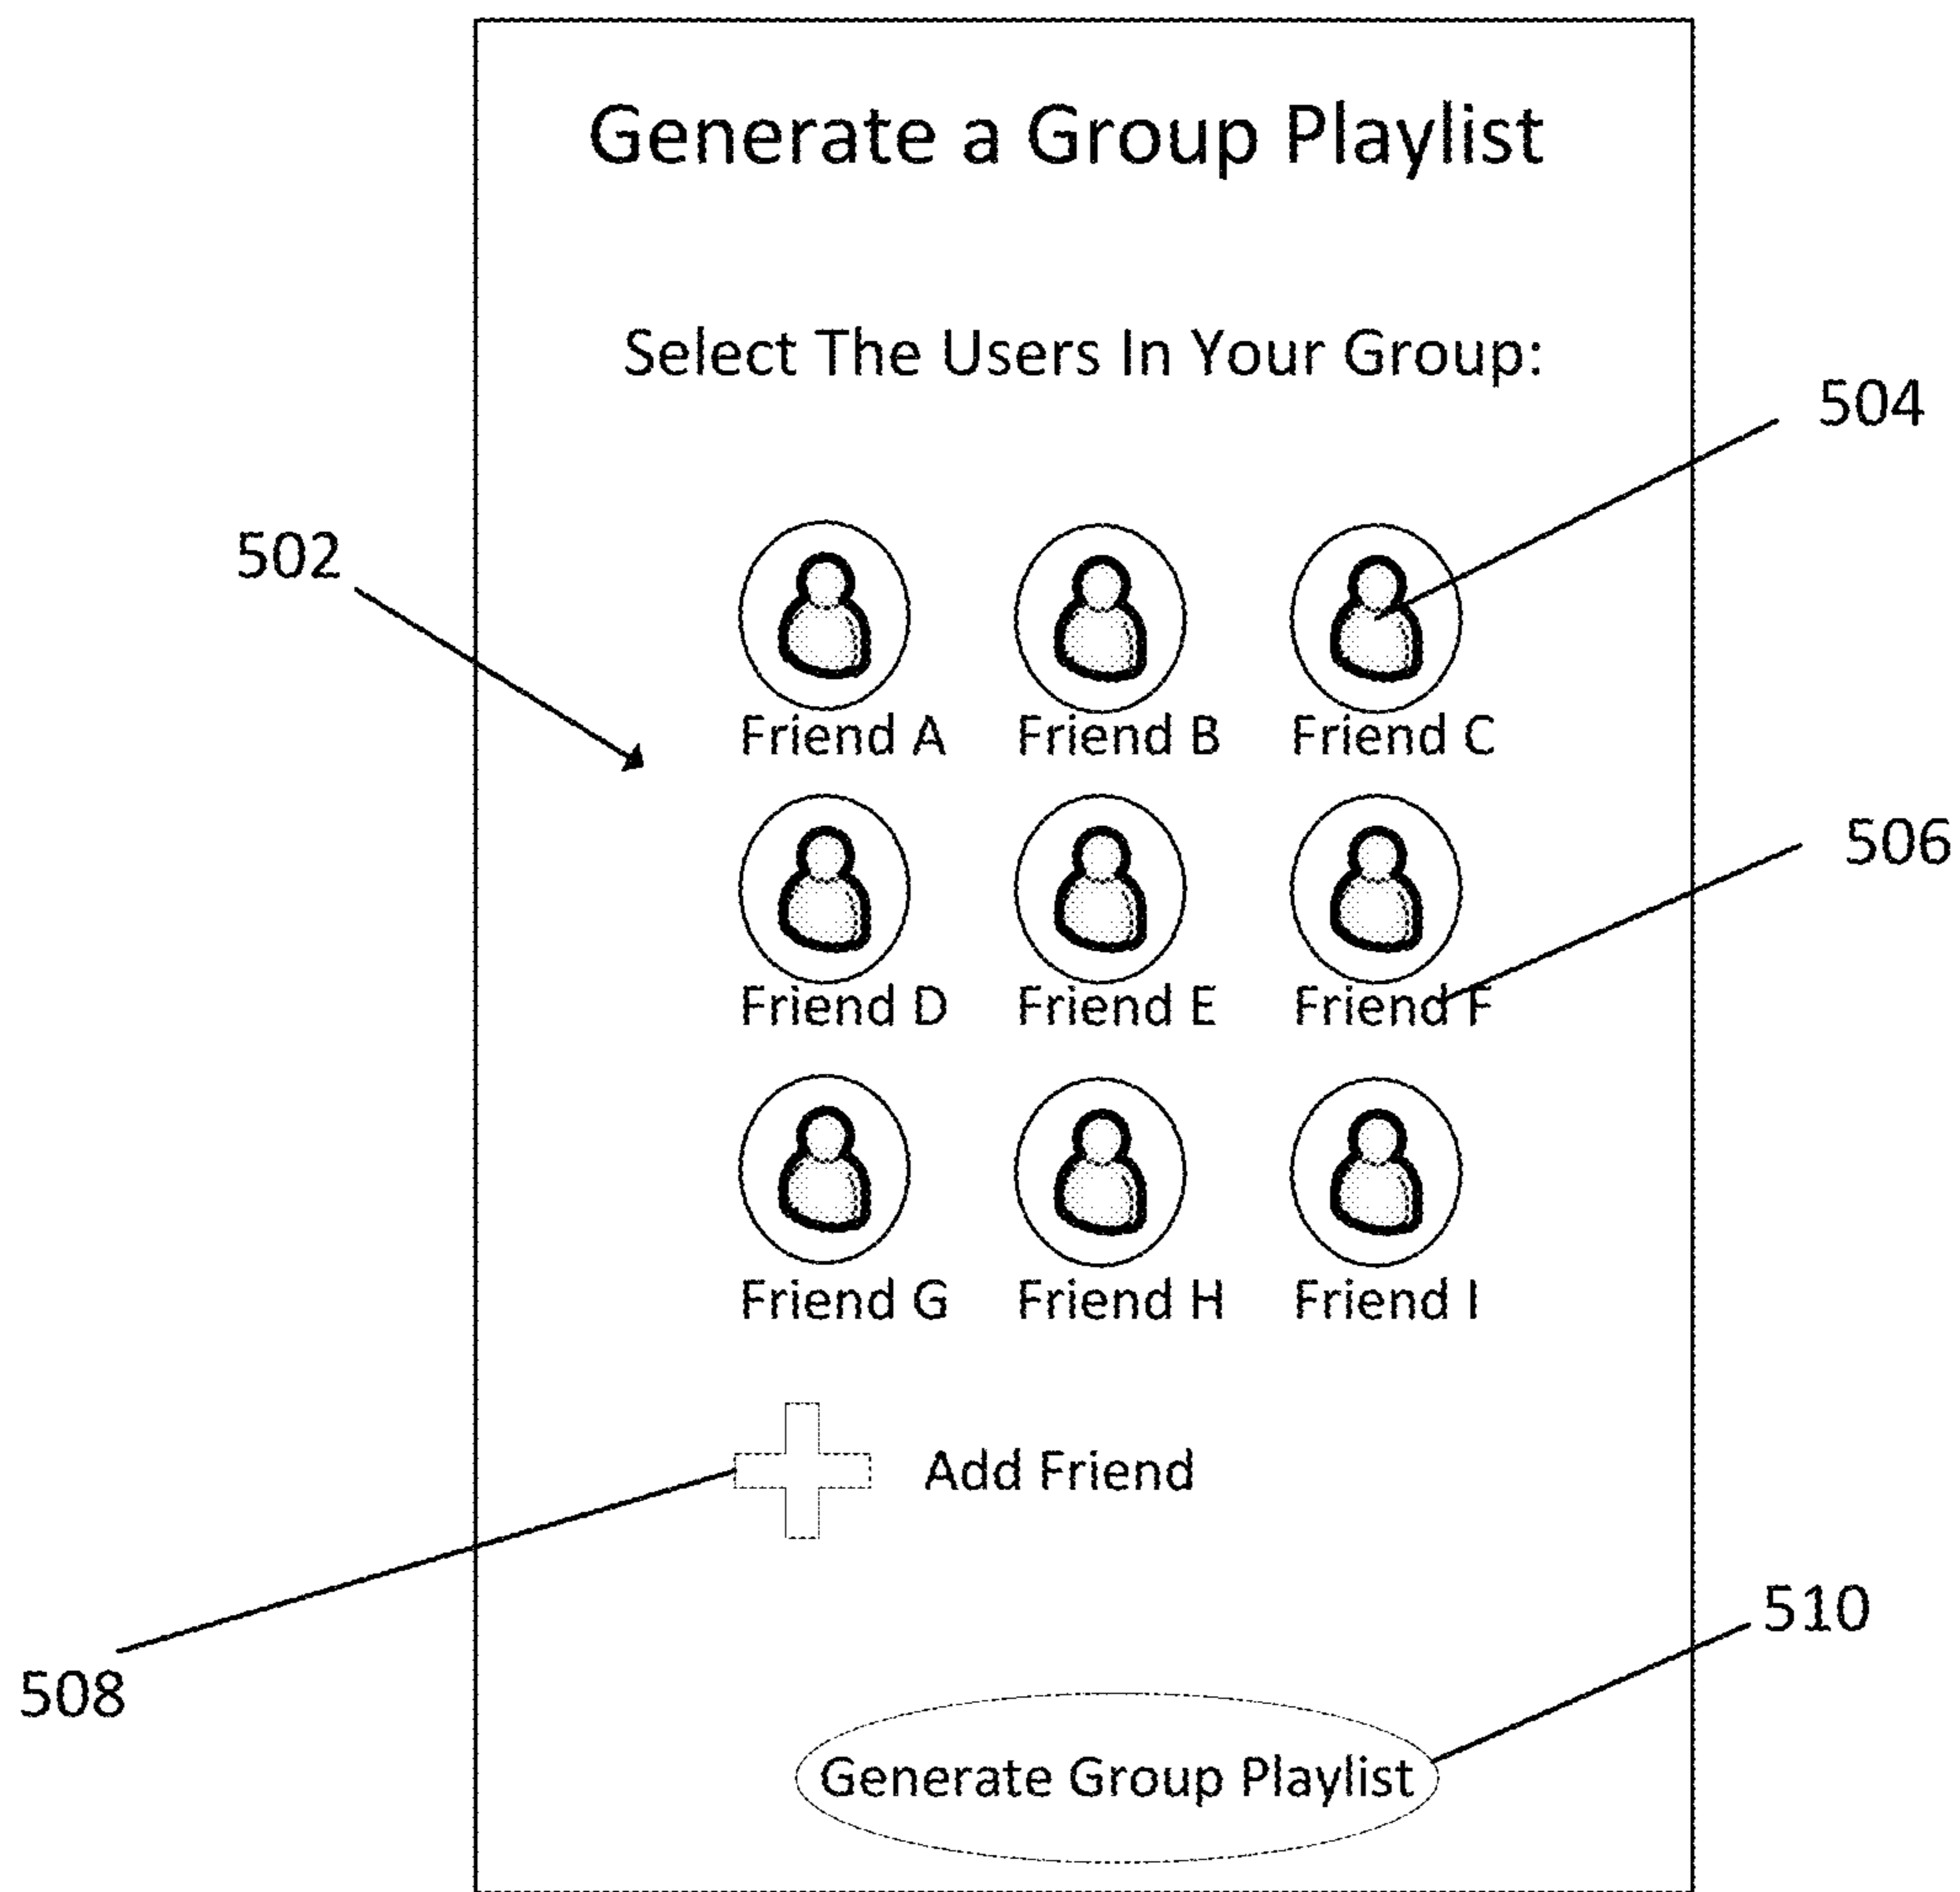 Generate a Group Playlist
Select The Users In Your Group:
504
502
Friend A Friend B Friend C
506
Friend D Friend E Friend F
Friend G Friend H Friend I
Add Friend
508
510
Generate Group Playlist